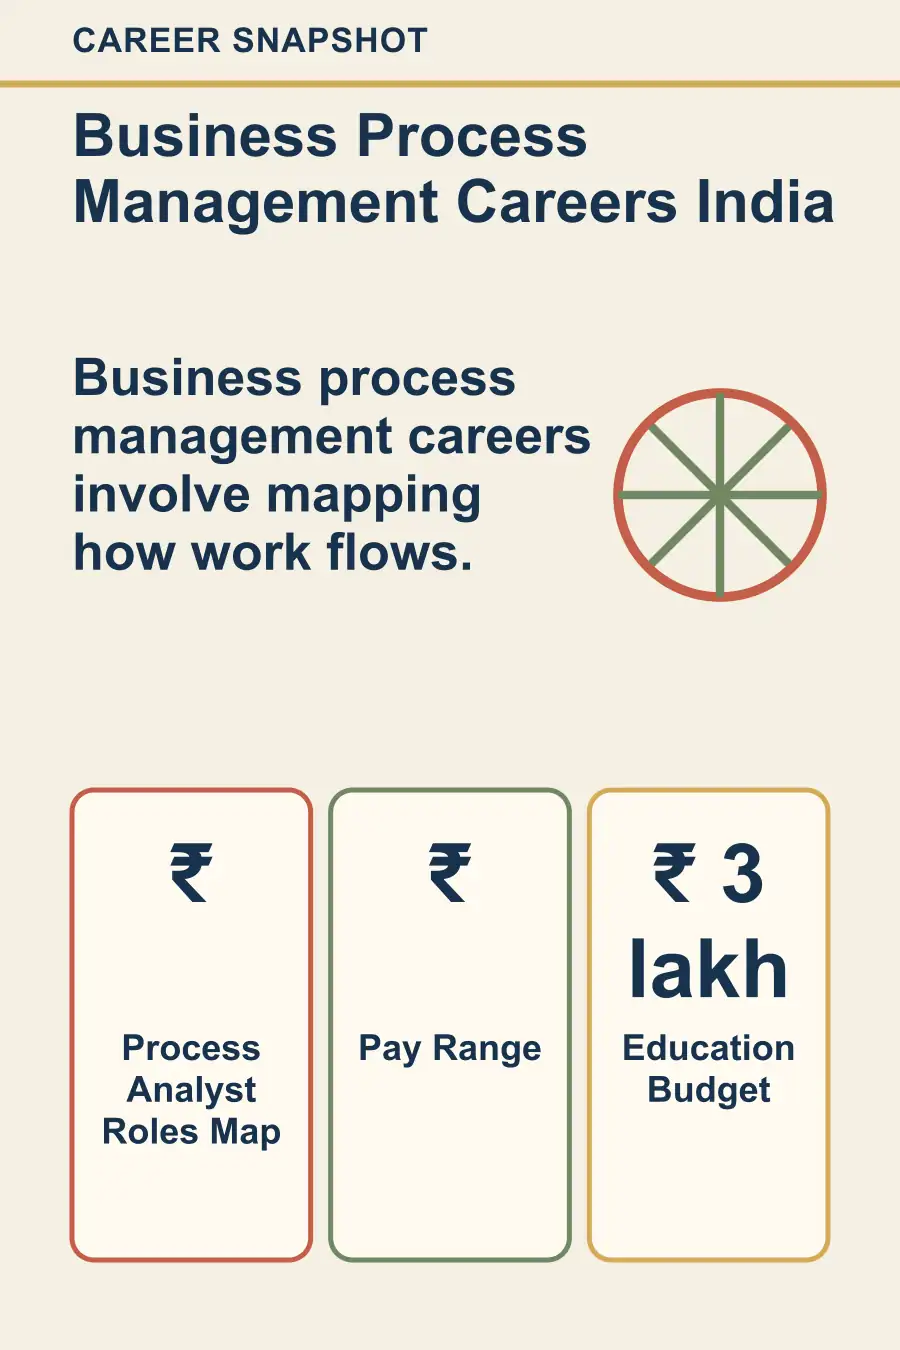 CAREER SNAPSHOT
Business Process
Management Careers India
Business process
management careers
involve mapping
how work flows.
₹
Process
Analyst
Roles Map
₹
Pay Range
₹ 3
lakh
Education
Budget